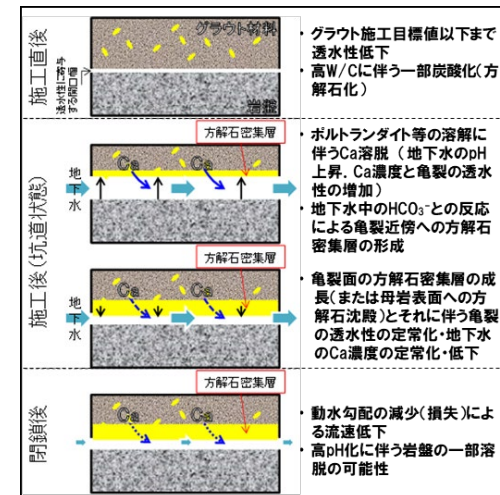 施工直後
グラウト材料
透水性に寄与
する開口幅
岩盤
・グラウト施工目標値以下まで
透水性低下
・高W/Cに伴う一部炭酸化(方
解石化)
施工後(坑道状態)
方解石密集層
Ca
Ca
地下水
・ポルトランダイト等の溶解に
伴うCa溶脱(地下水のpH
上昇.Ca濃度と亀裂の透水
性の増加)
・地下水中のHCO₃⁻との反応
による亀裂近傍への方解石
密集層の形成
方解石密集層
Ca
Ca
地下水
・亀裂面の方解石密集層の成
長(または母岩表面への方
解石沈殿)とそれに伴う亀裂
の透水性の定常化・地下水
のCa濃度の定常化・低下
閉鎖後
方解石密集層
Ca
Ca
・動水勾配の減少(損失)によ
る流速低下
・高pH化に伴う岩盤の一部溶
脱の可能性